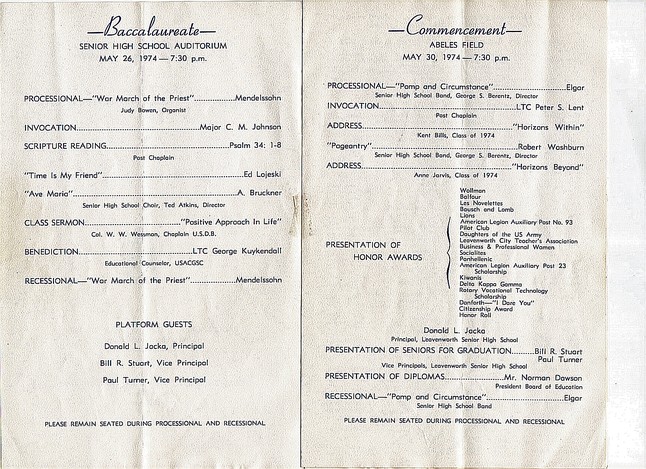 —Baccalaureate—
SENIOR HIGH SCHOOL AUDITORIUM
MAY 26, 1974—7:30 p.m.
PROCESSIONAL—"War March of the Priest"..............Mendelssohn
Judy Bowen, Organist
INVOCATION..............Major C. M. Johnson
SCRIPTURE READING..............Psalm 34: 1-8
Post Chaplain
"Time Is My Friend"..............Ed Lojeski
"Ave Maria"..............A. Bruckner
Senior High School Choir, Ted Atkins, Director
CLASS SERMON..............."Positive Approach In Life"
Col. W. W. Wessman, Chaplain U.S.D.B.
BENEDICTION..............LTC George Kuykendall
Educational Counselor, USACGSC
RECESSIONAL—"War March of the Priest"..............Mendelssohn
PLATFORM GUESTS
Donald L. Jacka, Principal
Bill R. Stuart, Vice Principal
Paul Turner, Vice Principal
PLEASE REMAIN SEATED DURING PROCESSIONAL AND RECESSIONAL
—Commencement—
ABELES FIELD
MAY 30, 1974—7:30 p.m.
PROCESSIONAL—"Pomp and Circumstance"..............Elgar
Senior High School Band, George S. Berentz, Director
INVOCATION..............LTC Peter S. Lent
Post Chaplain
ADDRESS.............."Horizons Within"
Kent Bills, Class of 1974
"Pageantry"..............Robert Washburn
Senior High School Band, George S. Berentz, Director
ADDRESS.............."Horizons Beyond"
Anne Jarvis, Class of 1974
PRESENTATION OF
HONOR AWARDS
Wollman
Balfour
Les Novelettes
Bausch and Lomb
Lions
American Legion Auxiliary Post No. 93
Pilot Club
Daughters of the US Army
Leavenworth City Teacher's Association
Business & Professional Women
Socialites
Panhellenic
American Legion Auxiliary Post 23
Scholarship
Kiwanis
Delta Kappa Gamma
Rotary Vocational Technology
Scholarship
Danforth—"I Dare You"
Citizenship Award
Honor Roll
Donald L. Jacka
Principal, Leavenworth Senior High School
PRESENTATION OF SENIORS FOR GRADUATION........Bill R. Stuart
Paul Turner
Vice Principals, Leavenworth Senior High School
PRESENTATION OF DIPLOMAS..............Mr. Norman Dawson
President Board of Education
RECESSIONAL—"Pomp and Circumstance"..............Elgar
Senior High School Band
PLEASE REMAIN SEATED DURING PROCESSIONAL AND RECESSIONAL